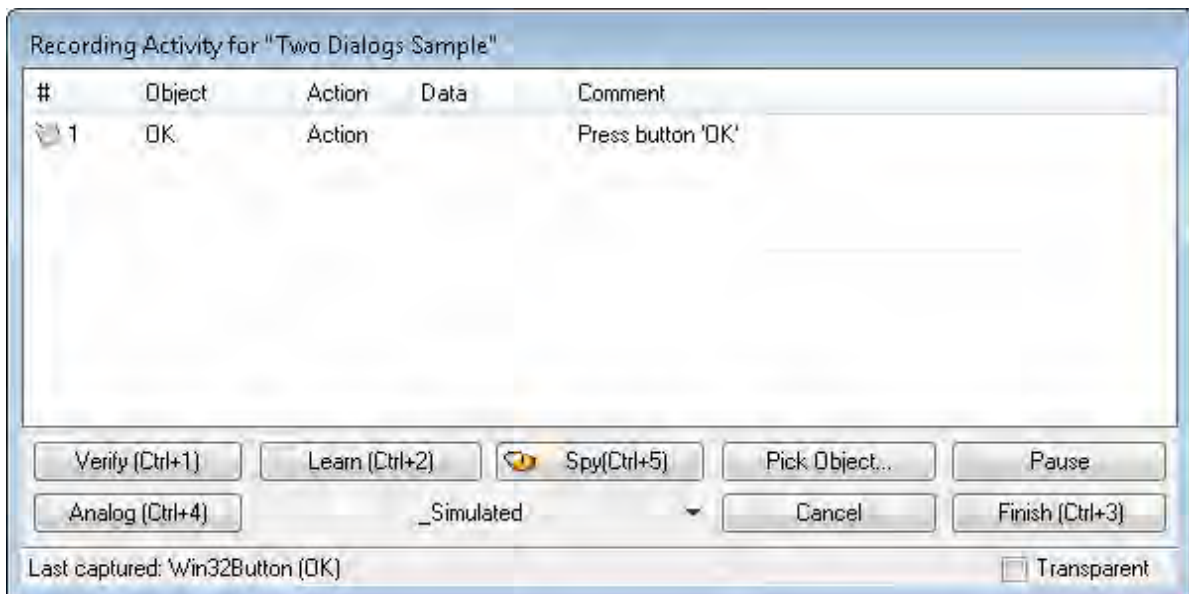 Recording Activity for "Two Dialogs Sample"
# Object Action Data Comment
1 OK Action Press button 'OK'
Verify (Ctrl+1) Learn (Ctrl+2) Spy(Ctrl+5) Pick Object... Pause
Analog (Ctrl+4) _Simulated Cancel Finish (Ctrl+3)
Last captured: Win32Button (OK) Transparent